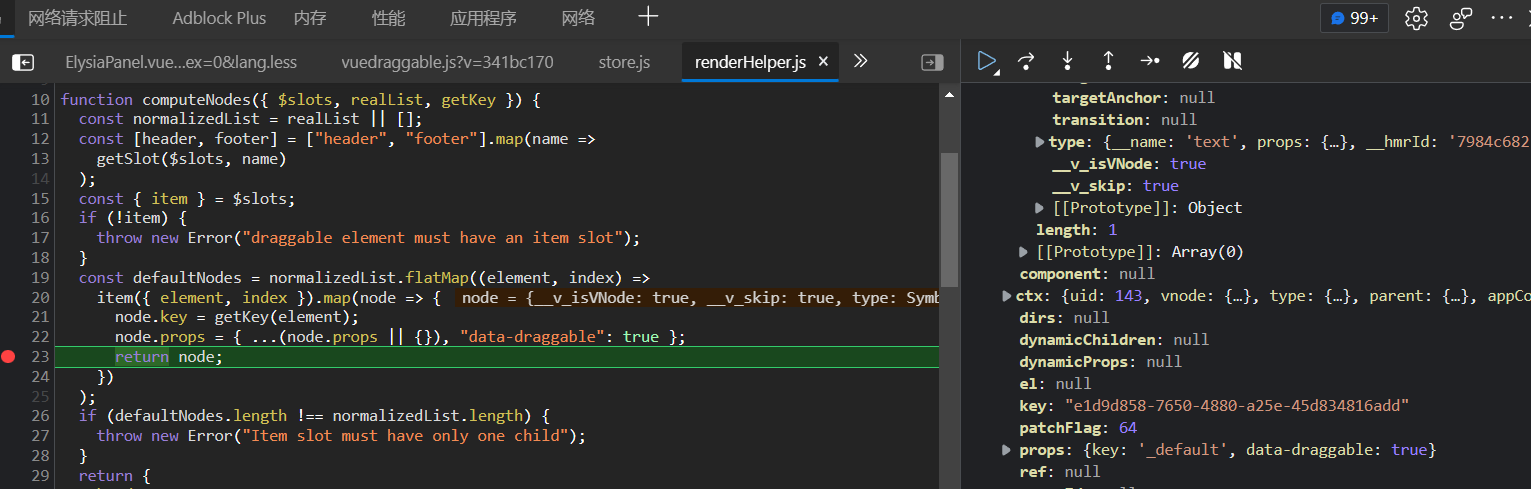 网络请求阻止 Adblock Plus 内存 性能 应用程序 网络 99+
ElysiaPanel.vue...ex=0&lang.less vuedraggable.js?v=341bc170 store.js renderHelper.js
10 function computeNodes({ $slots, realList, getKey }) {
11 const normalizedList = realList || [];
12 const [header, footer] = ["header", "footer"].map(name =>
13 getSlot($slots, name)
14 );
15 const { item } = $slots;
16 if (!item) {
17 throw new Error("draggable element must have an item slot");
18 }
19 const defaultNodes = normalizedList.flatMap((element, index) =>
20 item({ element, index }).map(node => { node = {__v_isVNode: true, __v_skip: true, type: Symb
21 node.key = getKey(element);
22 node.props = { ...(node.props || {}), "data-draggable": true };
23 return node;
24 })
25 );
26 if (defaultNodes.length !== normalizedList.length) {
27 throw new Error("Item slot must have only one child");
28 }
29 return {
targetAnchor: null
transition: null
type: {__name: 'text', props: {…}, __hmrId: '7984c682
__v_isVNode: true
__v_skip: true
[[Prototype]]: Object
length: 1
[[Prototype]]: Array(0)
component: null
ctx: {uid: 143, vnode: {…}, type: {…}, parent: {…}, appCo
dirs: null
dynamicChildren: null
dynamicProps: null
el: null
key: "e1d9d858-7650-4880-a25e-45d834816add"
patchFlag: 64
props: {key: '_default', data-draggable: true}
ref: null